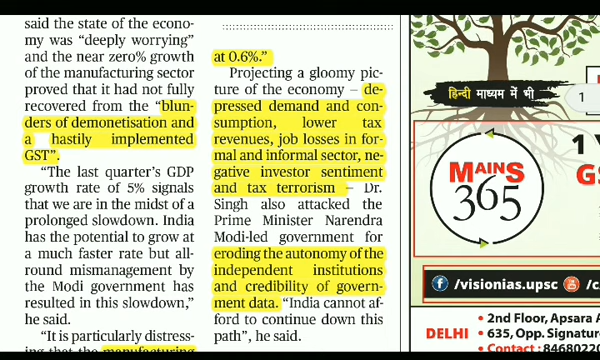 said the state of the econo-
my was “deeply worrying”
and the near zero% growth
of the manufacturing sector
proved that it had not fully
recovered from the “blun-
ders of demonetisation and
a hastily implemented
GST”.
“The last quarter’s GDP
growth rate of 5% signals
that we are in the midst of a
prolonged slowdown. India
has the potential to grow at
a much faster rate but all-
round mismanagement by
the Modi government has
resulted in this slowdown,”
he said.
“It is particularly distress-
ing that the manufacturing
at 0.6%.”
Projecting a gloomy pic-
ture of the economy – de-
pressed demand and con-
sumption, lower tax
revenues, job losses in for-
mal and informal sector, ne-
gative investor sentiment
and tax terrorism – Dr.
Singh also attacked the
Prime Minister Narendra
Modi-led government for
eroding the autonomy of the
independent institutions
and credibility of govern-
ment data. “India cannot af-
ford to continue down this
path”, he said.
हिन्दी माध्यम में भी
1
MAINS
365
1 Y
GS
/visionias.upsc
/c
DELHI
• 2nd Floor, Apsara A
• 635, Opp. Signature
• Contact : 8468022